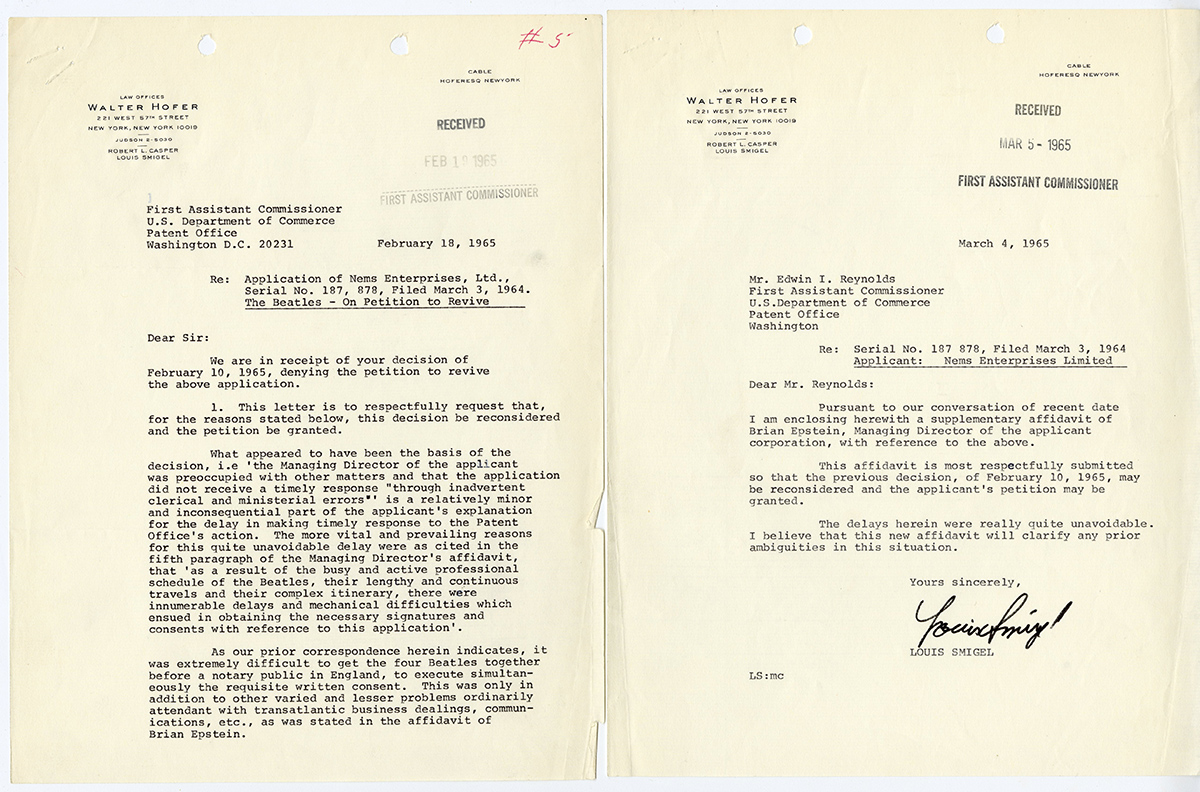 # 5
CABLE
HOFERESQ NEWYORK
LAW OFFICES
WALTER HOFER
221 WEST 57TH STREET
NEW YORK, NEW YORK 10019
JUDSON 2-5030
ROBERT L. CASPER
LOUIS SMIGEL
RECEIVED
FEB 1 1965
FIRST ASSISTANT COMMISSIONER
First Assistant Commissioner
U.S. Department of Commerce
Patent Office
Washington D.C. 20231 February 18, 1965
Re: Application of Nems Enterprises, Ltd.,
Serial No. 187, 878, Filed March 3, 1964.
The Beatles - On Petition to Revive
Dear Sir:
We are in receipt of your decision of
February 10, 1965, denying the petition to revive
the above application.
1. This letter is to respectfully request that,
for the reasons stated below, this decision be reconsidered
and the petition be granted.
What appeared to have been the basis of the
decision, i.e 'the Managing Director of the applicant
was preoccupied with other matters and that the application
did not receive a timely response "through inadvertent
clerical and ministerial errors"' is a relatively minor
and inconsequential part of the applicant's explanation
for the delay in making timely response to the Patent
Office's action. The more vital and prevailing reasons
for this quite unavoidable delay were as cited in the
fifth paragraph of the Managing Director's affidavit,
that 'as a result of the busy and active professional
schedule of the Beatles, their lengthy and continuous
travels and their complex itinerary, there were
innumerable delays and mechanical difficulties which
ensued in obtaining the necessary signatures and
consents with reference to this application'.
As our prior correspondence herein indicates, it
was extremely difficult to get the four Beatles together
before a notary public in England, to execute simultan-
eously the requisite written consent. This was only in
addition to other varied and lesser problems ordinarily
attendant with transatlantic business dealings, commun-
ications, etc., as was stated in the affidavit of
Brian Epstein.
CABLE
HOFERESQ NEWYORK
LAW OFFICES
WALTER HOFER
221 WEST 57TH STREET
NEW YORK, NEW YORK 10019
JUDSON 2-5030
ROBERT L. CASPER
LOUIS SMIGEL
RECEIVED
MAR 5 - 1965
FIRST ASSISTANT COMMISSIONER
March 4, 1965
Mr. Edwin I. Reynolds
First Assistant Commissioner
U.S.Department of Commerce
Patent Office
Washington
Re: Serial No. 187 878, Filed March 3, 1964
Applicant: Nems Enterprises Limited
Dear Mr. Reynolds:
Pursuant to our conversation of recent date
I am enclosing herewith a supplementary affidavit of
Brian Epstein, Managing Director of the applicant
corporation, with reference to the above.
This affidavit is most respectfully submitted
so that the previous decision, of February 10, 1965, may
be reconsidered and the applicant's petition may be
granted.
The delays herein were really quite unavoidable.
I believe that this new affidavit will clarify any prior
ambiguities in this situation.
Yours sincerely,
Louis Smigel
LOUIS SMIGEL
LS:mc